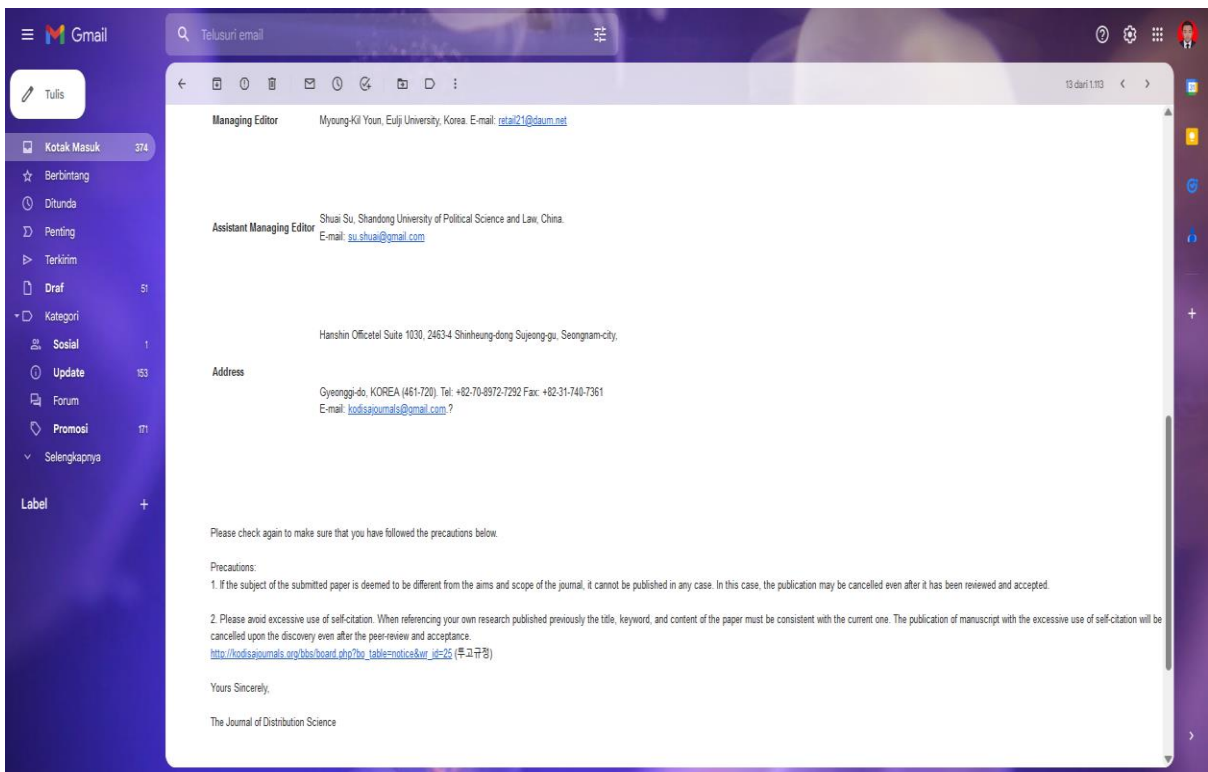 Gmail
Telusuri email
Tulis
13 dari 1.113
Kotak Masuk 374
Berbintang
Ditunda
Penting
Terkirim
Draf 51
Kategori
Sosial 1
Update 153
Forum
Promosi 171
Selengkapnya
Label
Managing Editor Myoung-Kil Youn, Eulji University, Korea. E-mail: retail21@daum.net
Assistant Managing Editor Shuai Su, Shandong University of Political Science and Law, China.
E-mail: su.shuai@gmail.com
Hanshin Officetel Suite 1030, 2463-4 Shinheung-dong Sujeong-gu, Seongnam-city,
Address
Gyeonggi-do, KOREA (461-720). Tel: +82-70-8972-7292 Fax: +82-31-740-7361
E-mail: kodisajournals@gmail.com.?
Please check again to make sure that you have followed the precautions below.
Precautions:
1. If the subject of the submitted paper is deemed to be different from the aims and scope of the journal, it cannot be published in any case. In this case, the publication may be cancelled even after it has been reviewed and accepted.
2. Please avoid excessive use of self-citation. When referencing your own research published previously the title, keyword, and content of the paper must be consistent with the current one. The publication of manuscript with the excessive use of self-citation will be
cancelled upon the discovery even after the peer-review and acceptance.
http://kodisajournals.org/bbs/board.php?bo_table=notice&wr_id=25 (투고규정)
Yours Sincerely,
The Journal of Distribution Science